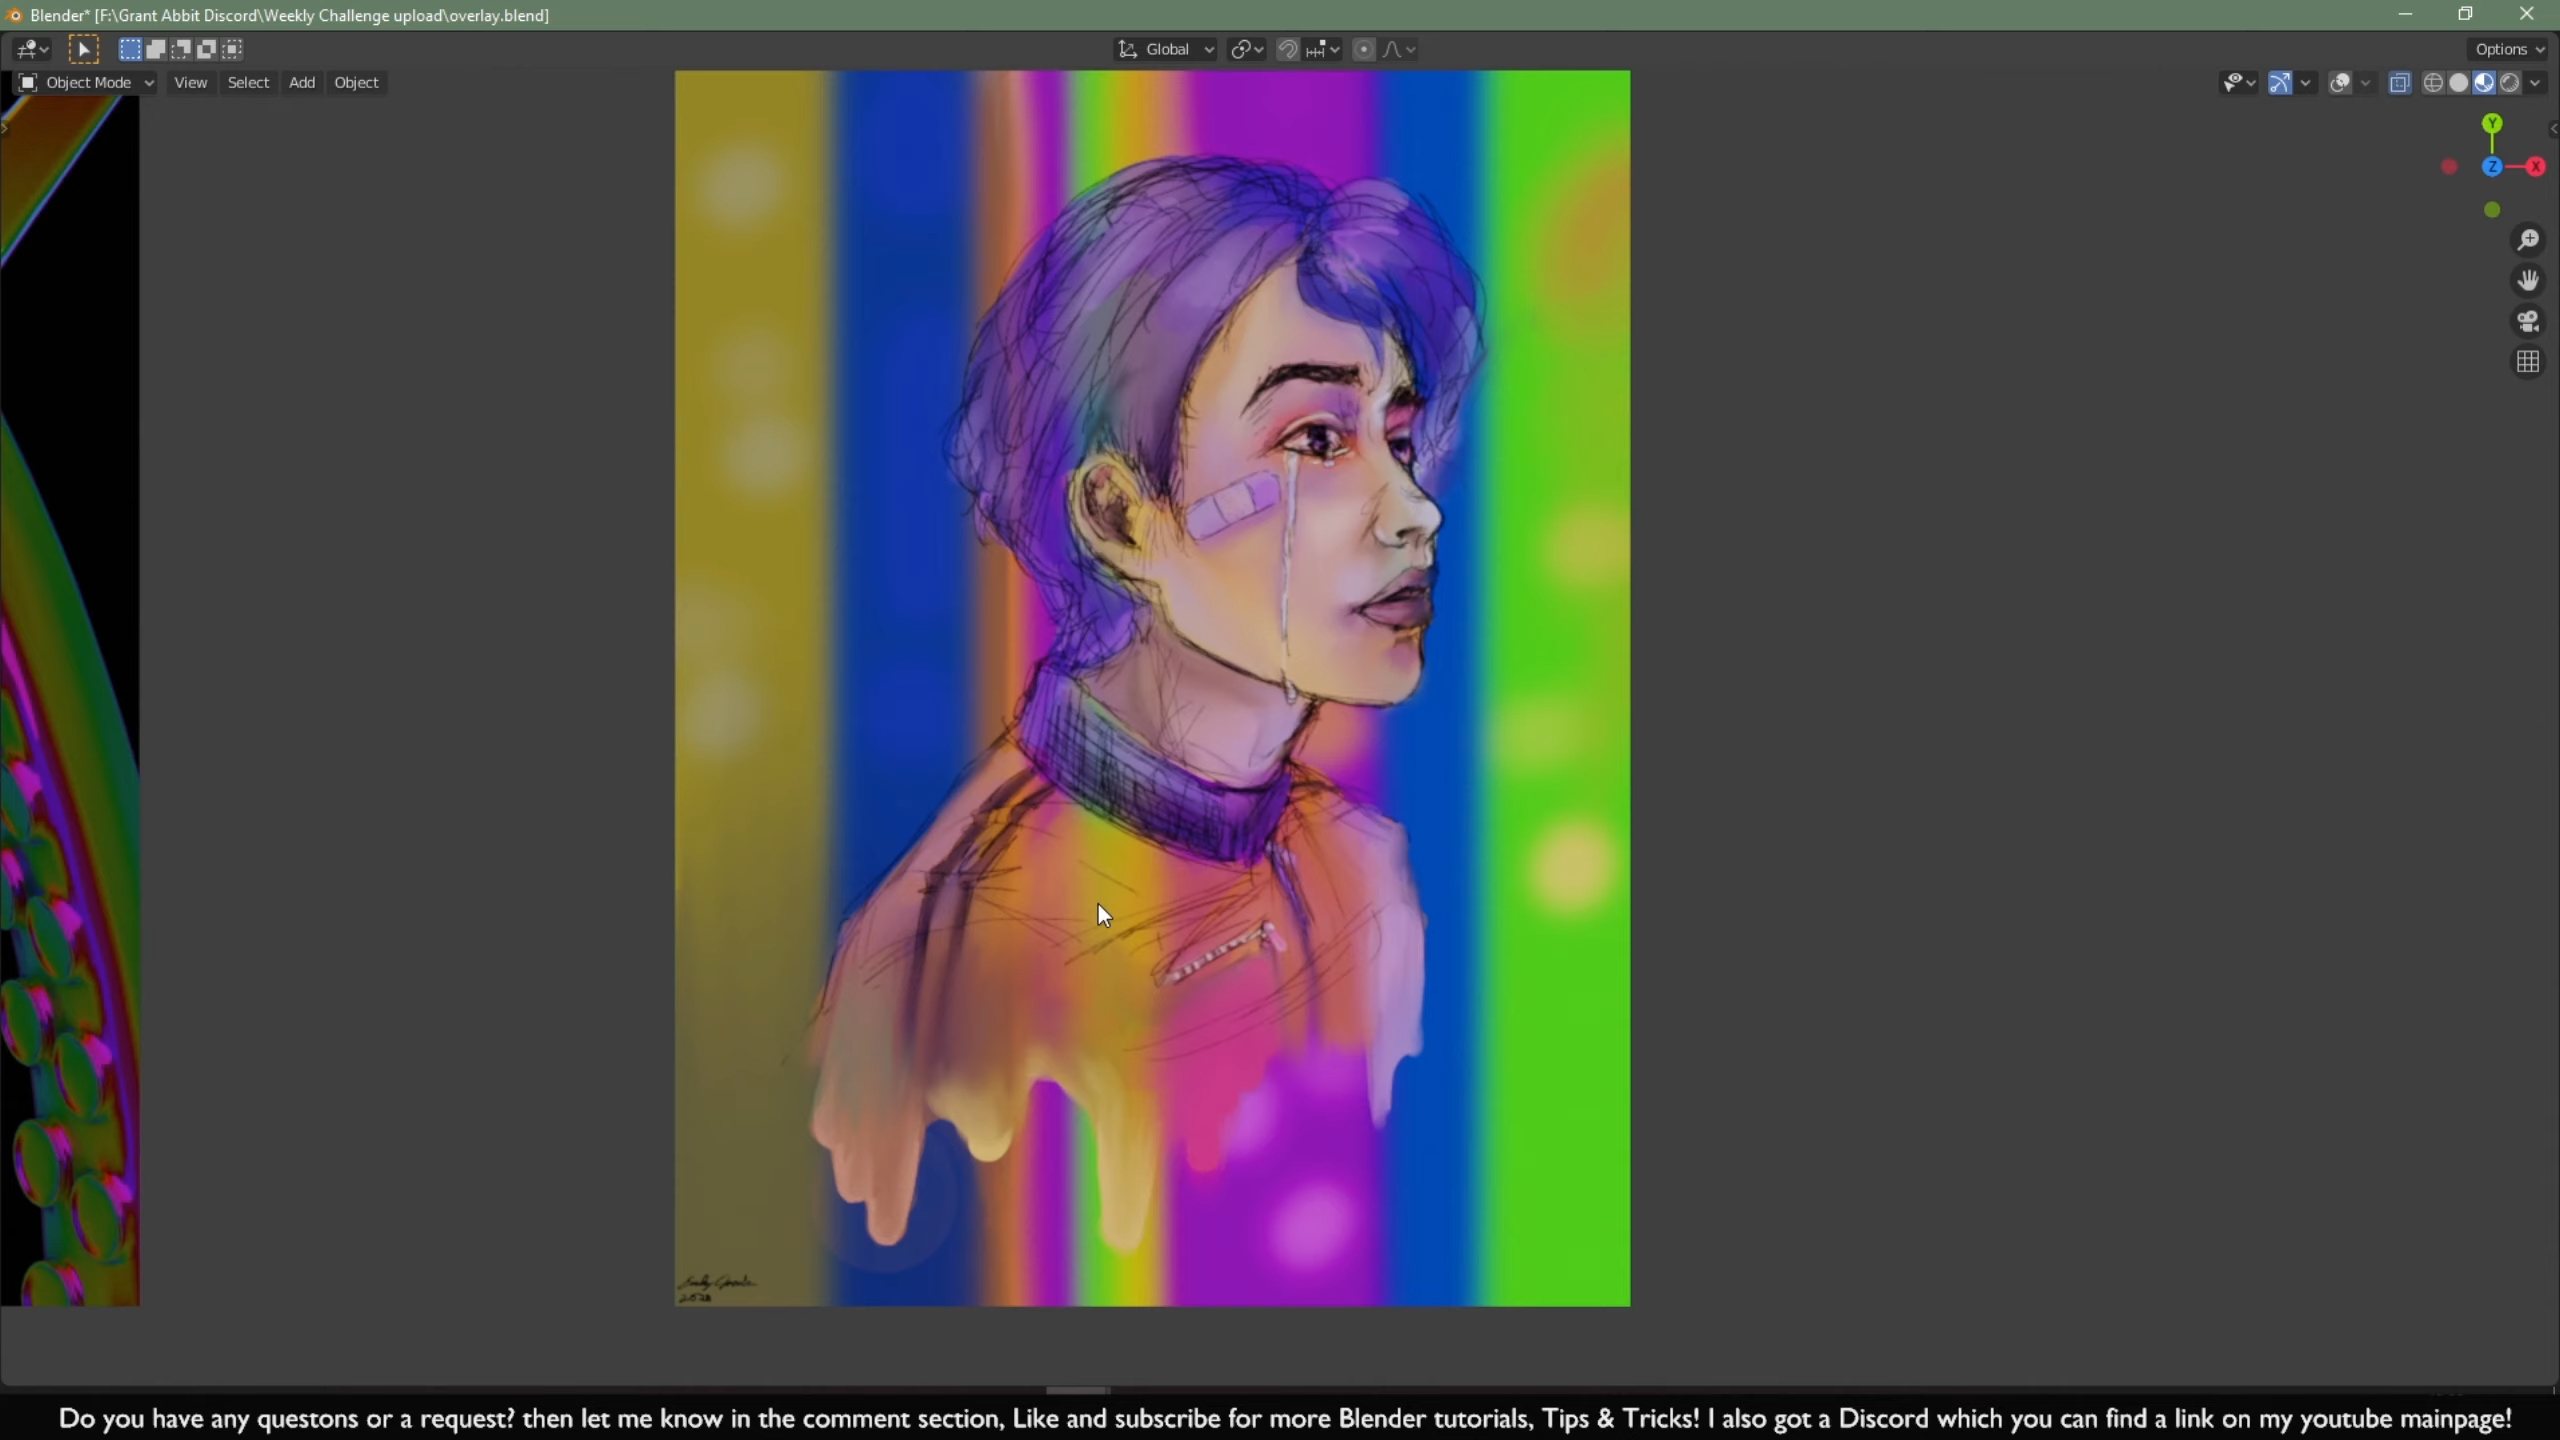 Blender* [F:\Grant Abbit Discord\Weekly Challenge upload\overlay.blend]
Global
Options
Object Mode
View
Select
Add
Object
Y
Z
X
Do you have any questons or a request? then let me know in the comment section, Like and subscribe for more Blender tutorials, Tips & Tricks! I also got a Discord which you can find a link on my youtube mainpage!